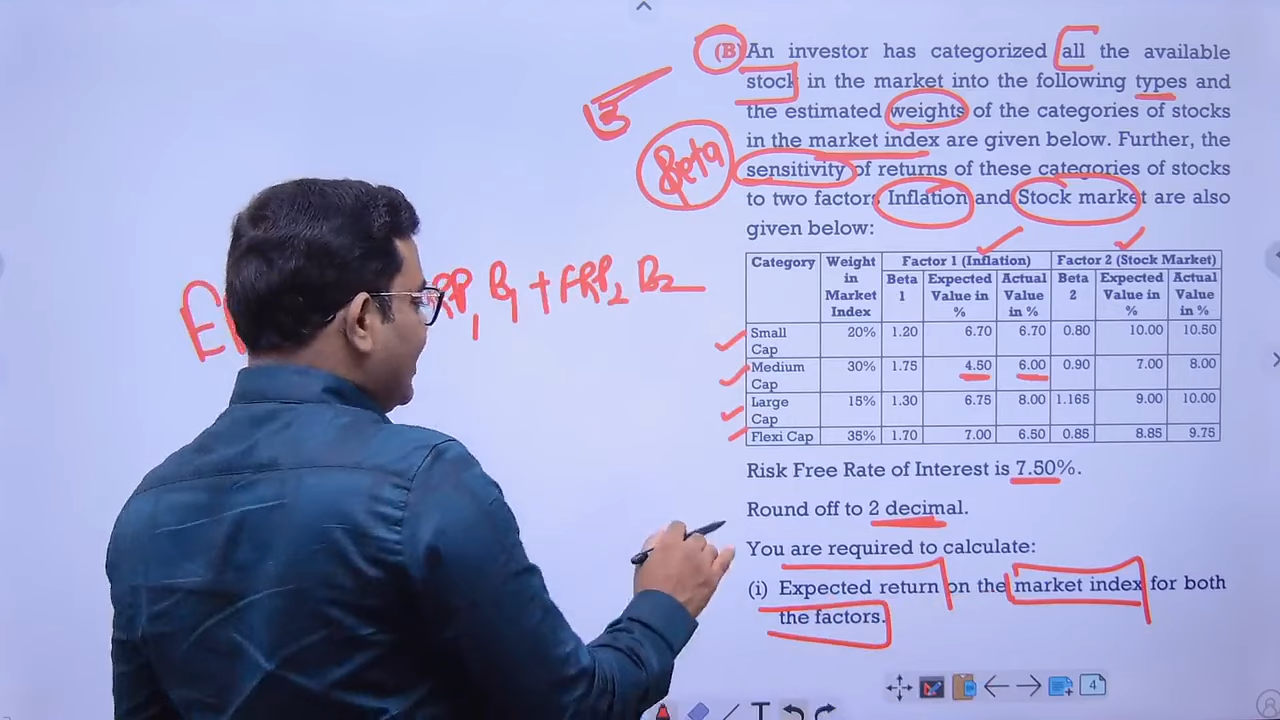 (B) An investor has categorized all the available
stock in the market into the following types and
the estimated weights of the categories of stocks
in the market index are given below. Further, the
sensitivity of returns of these categories of stocks
to two factors Inflation and Stock market are also
given below:
Beta
RP1 B1 + FRP2 B2
Category Weight in Market Index Factor 1 (Inflation) Factor 2 (Stock Market)
Beta 1 Expected Value in % Actual Value in % Beta 2 Expected Value in % Actual Value in %
Small Cap 20% 1.20 6.70 6.70 0.80 10.00 10.50
Medium Cap 30% 1.75 4.50 6.00 0.90 7.00 8.00
Large Cap 15% 1.30 6.75 8.00 1.165 9.00 10.00
Flexi Cap 35% 1.70 7.00 6.50 0.85 8.85 9.75
Risk Free Rate of Interest is 7.50%.
Round off to 2 decimal.
You are required to calculate:
(i) Expected return on the market index for both
the factors.
4
T